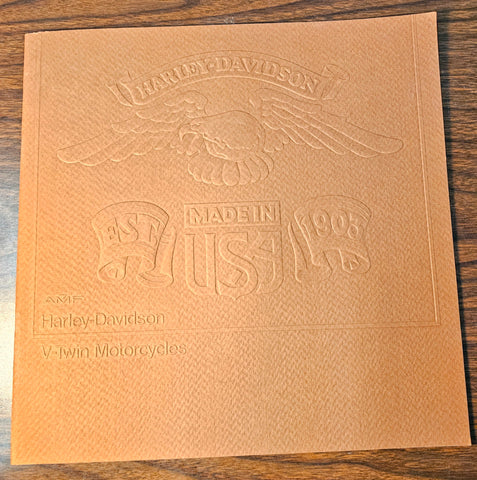 HARLEY-DAVIDSON
EST.
MADE IN
USA
1903
AMF
Harley-Davidson
V-Twin Motorcycles